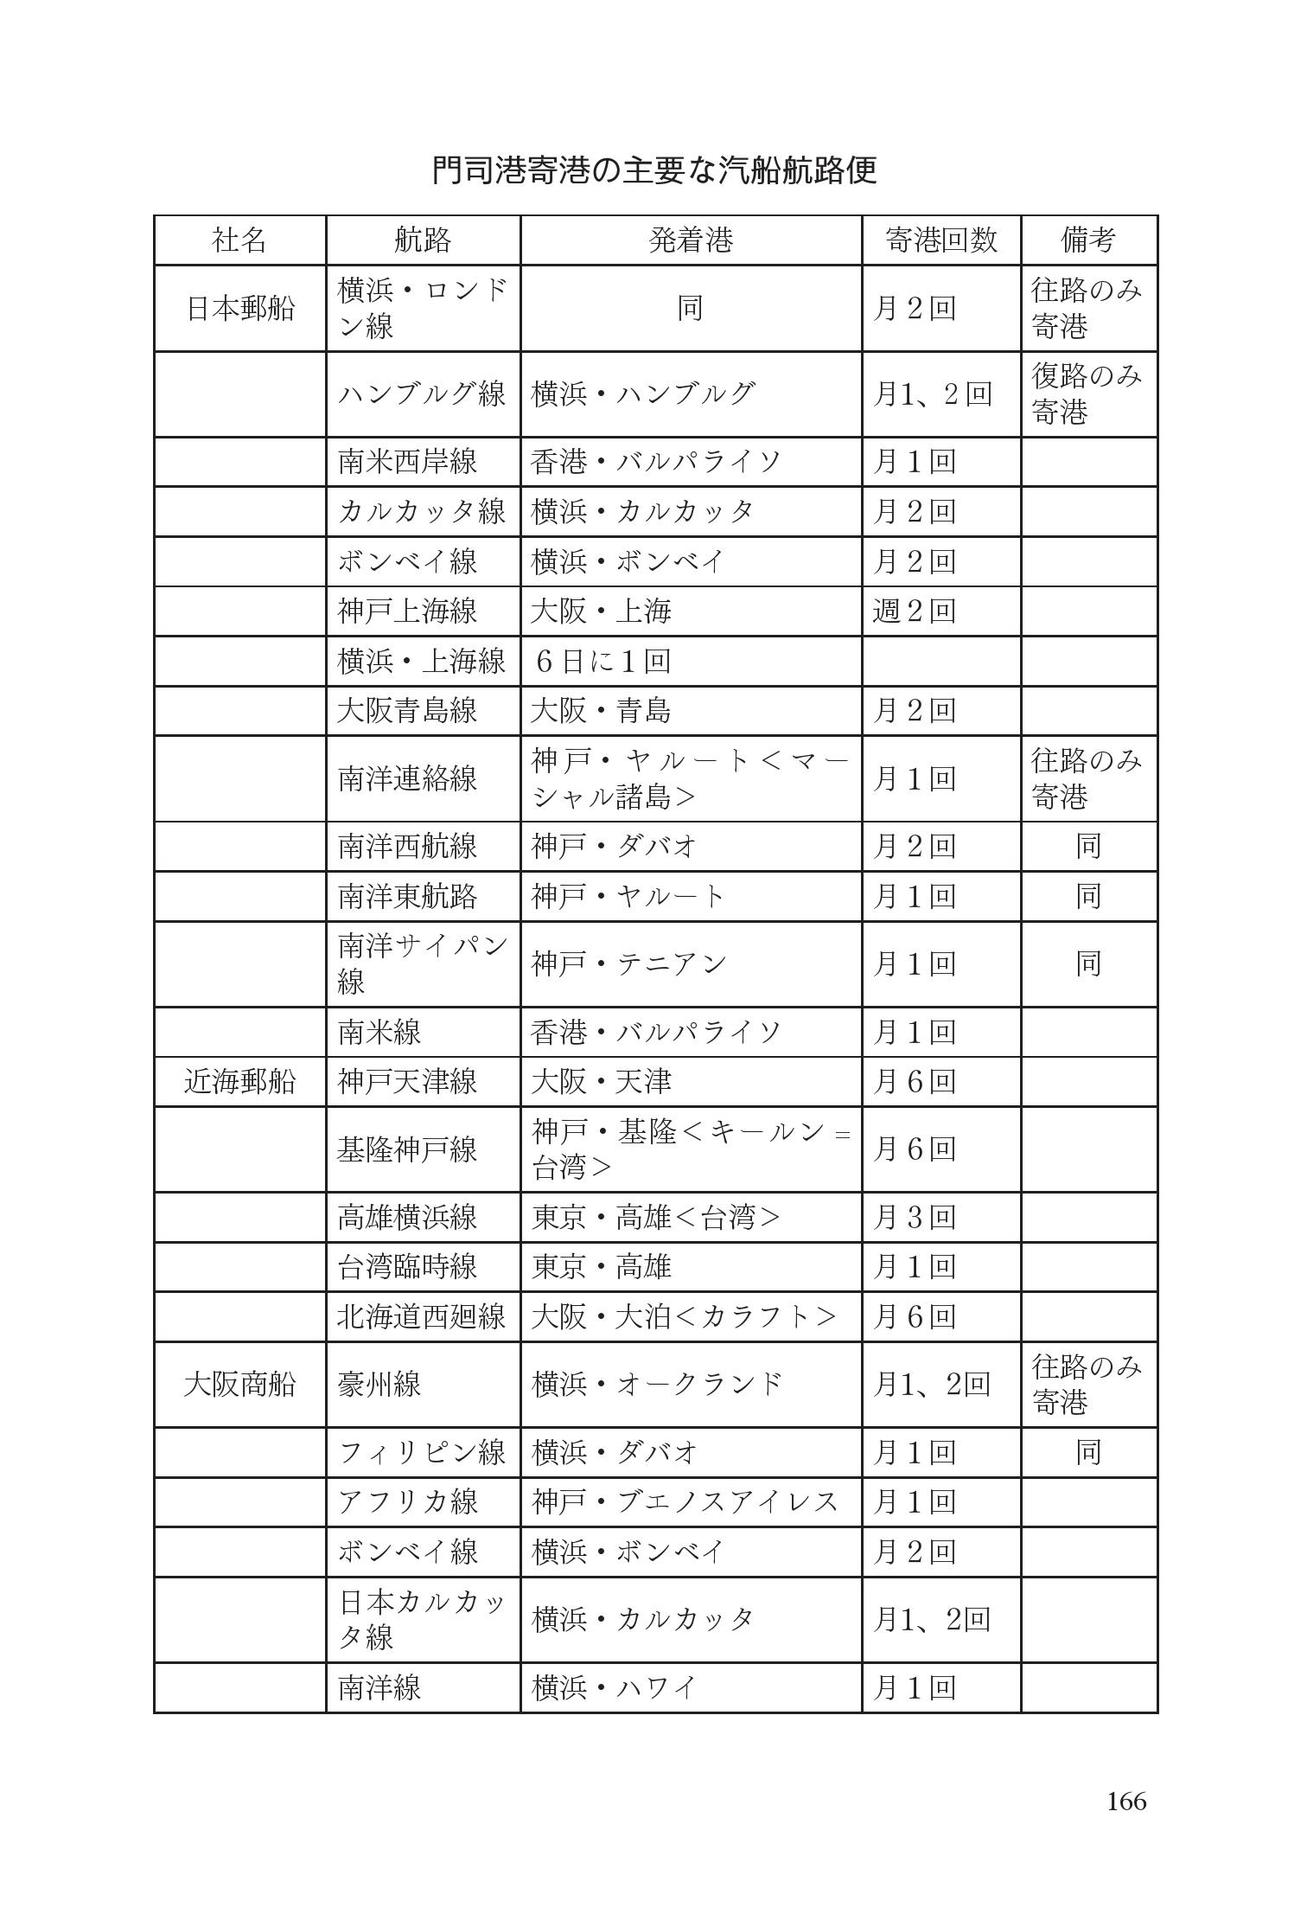 門司港寄港の主要な汽船航路便
社名 航路 発着港 寄港回数 備考
日本郵船 横浜・ロンド
ン線 同 月２回 往路のみ
寄港
ハンブルグ線 横浜・ハンブルグ 月1、２回 復路のみ
寄港
南米西岸線 香港・バルパライソ 月１回
カルカッタ線 横浜・カルカッタ 月２回
ボンベイ線 横浜・ボンベイ 月２回
神戸上海線 大阪・上海 週２回
横浜・上海線 ６日に１回
大阪青島線 大阪・青島 月２回
南洋連絡線 神戸・ヤルート＜マー
シャル諸島＞ 月１回 往路のみ
寄港
南洋西航線 神戸・ダバオ 月２回 同
南洋東航路 神戸・ヤルート 月１回 同
南洋サイパン
線 神戸・テニアン 月１回 同
南米線 香港・バルパライソ 月１回
近海郵船 神戸天津線 大阪・天津 月６回
基隆神戸線 神戸・基隆＜キールン＝
台湾＞ 月６回
高雄横浜線 東京・高雄＜台湾＞ 月３回
台湾臨時線 東京・高雄 月１回
北海道西廻線 大阪・大泊＜カラフト＞ 月６回
大阪商船 豪州線 横浜・オークランド 月1、2回 往路のみ
寄港
フィリピン線 横浜・ダバオ 月１回 同
アフリカ線 神戸・ブエノスアイレス 月１回
ボンベイ線 横浜・ボンベイ 月２回
日本カルカッ
タ線 横浜・カルカッタ 月1、2回
南洋線 横浜・ハワイ 月１回
166